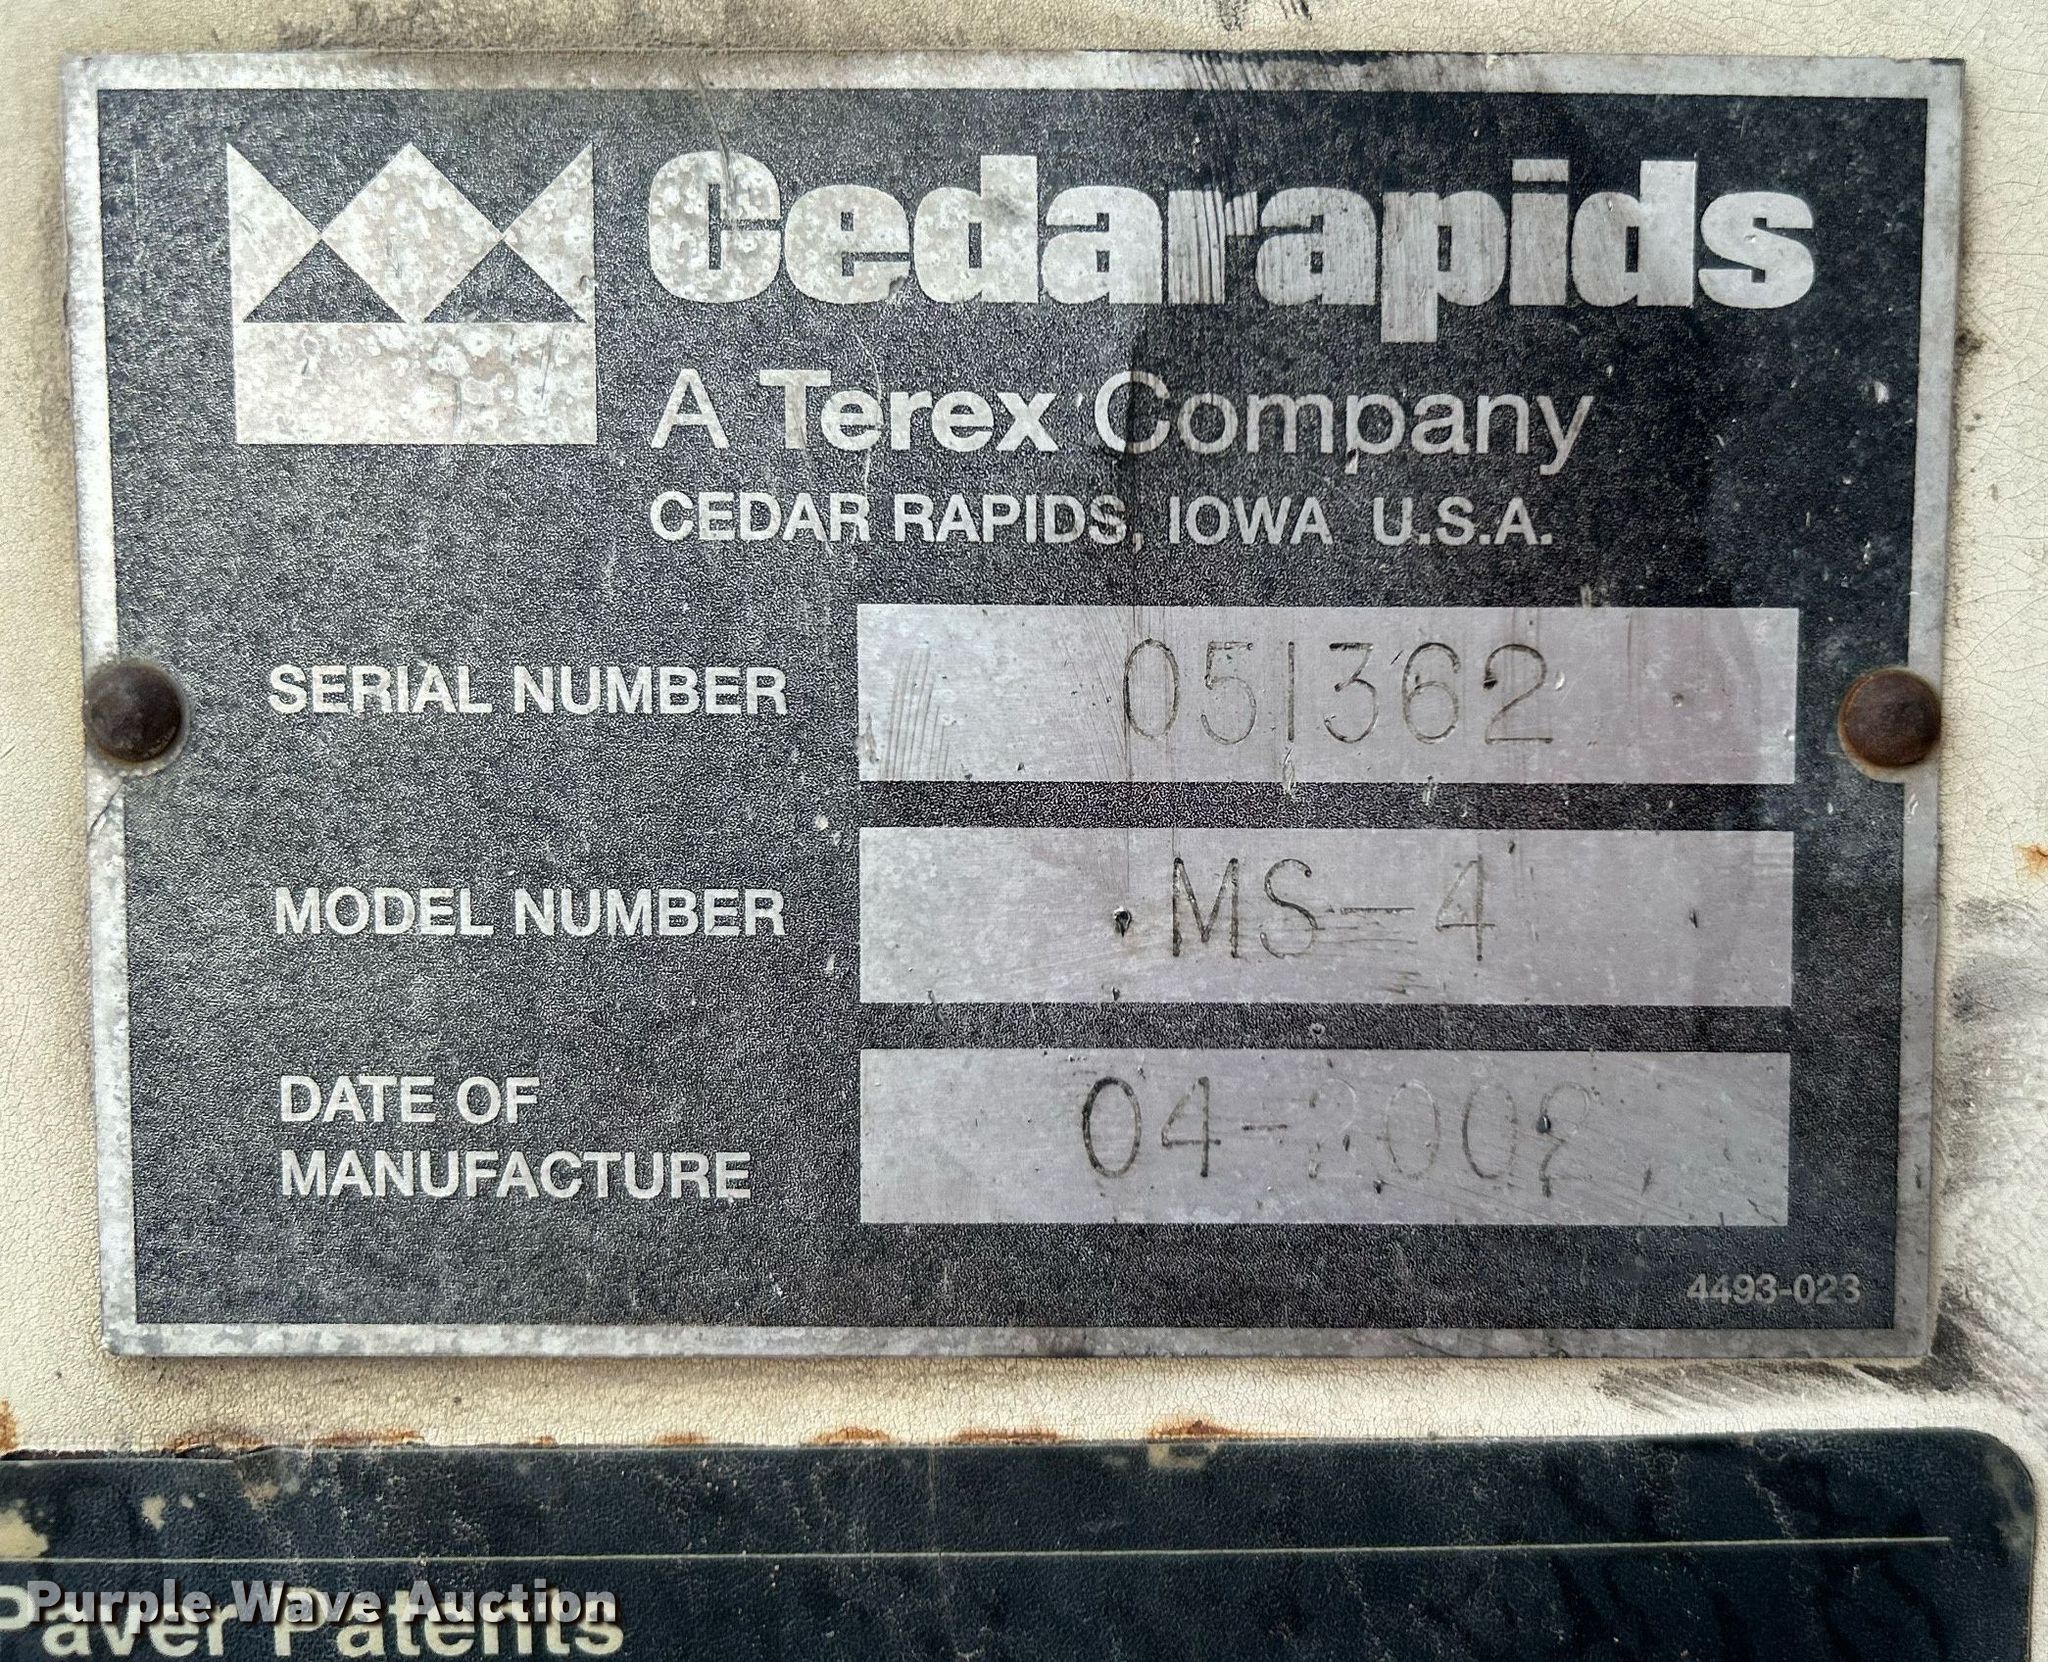 Cedarapids
A Terex Company
CEDAR RAPIDS, IOWA U.S.A.
SERIAL NUMBER 051362
MODEL NUMBER MS-4
DATE OF
MANUFACTURE
4493-023
Purple Wave Auction
Paver Patents